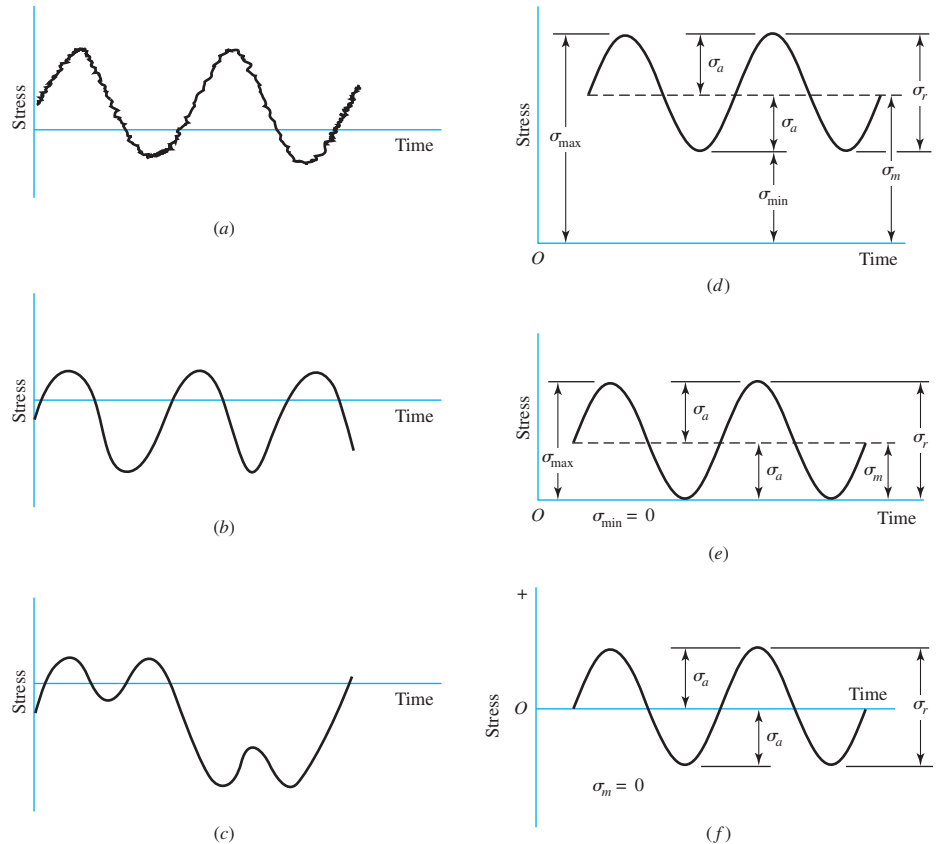 Stress
Time
(a)
Stress
Time
(b)
Stress
Time
(c)
Stress
σmax
σa
σa
σmin
σm
σr
O
Time
(d)
Stress
σmax
σa
σa
σm
σr
O
σmin = 0
Time
(e)
+
Stress
O
σa
σa
Time
σr
σm = 0
(f)